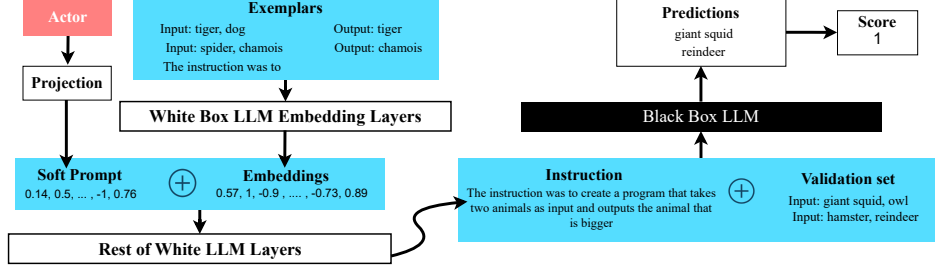 Actor
Projection
Exemplars
Input: tiger, dog Output: tiger
Input: spider, chamois Output: chamois
The instruction was to
White Box LLM Embedding Layers
Soft Prompt
0.14, 0.5, ... , -1, 0.76
Embeddings
0.57, 1, -0.9 , .... , -0.73, 0.89
Rest of White LLM Layers
Instruction
The instruction was to create a program that takes
two animals as input and outputs the animal that
is bigger
Validation set
Input: giant squid, owl
Input: hamster, reindeer
Black Box LLM
Predictions
giant squid
reindeer
Score
1